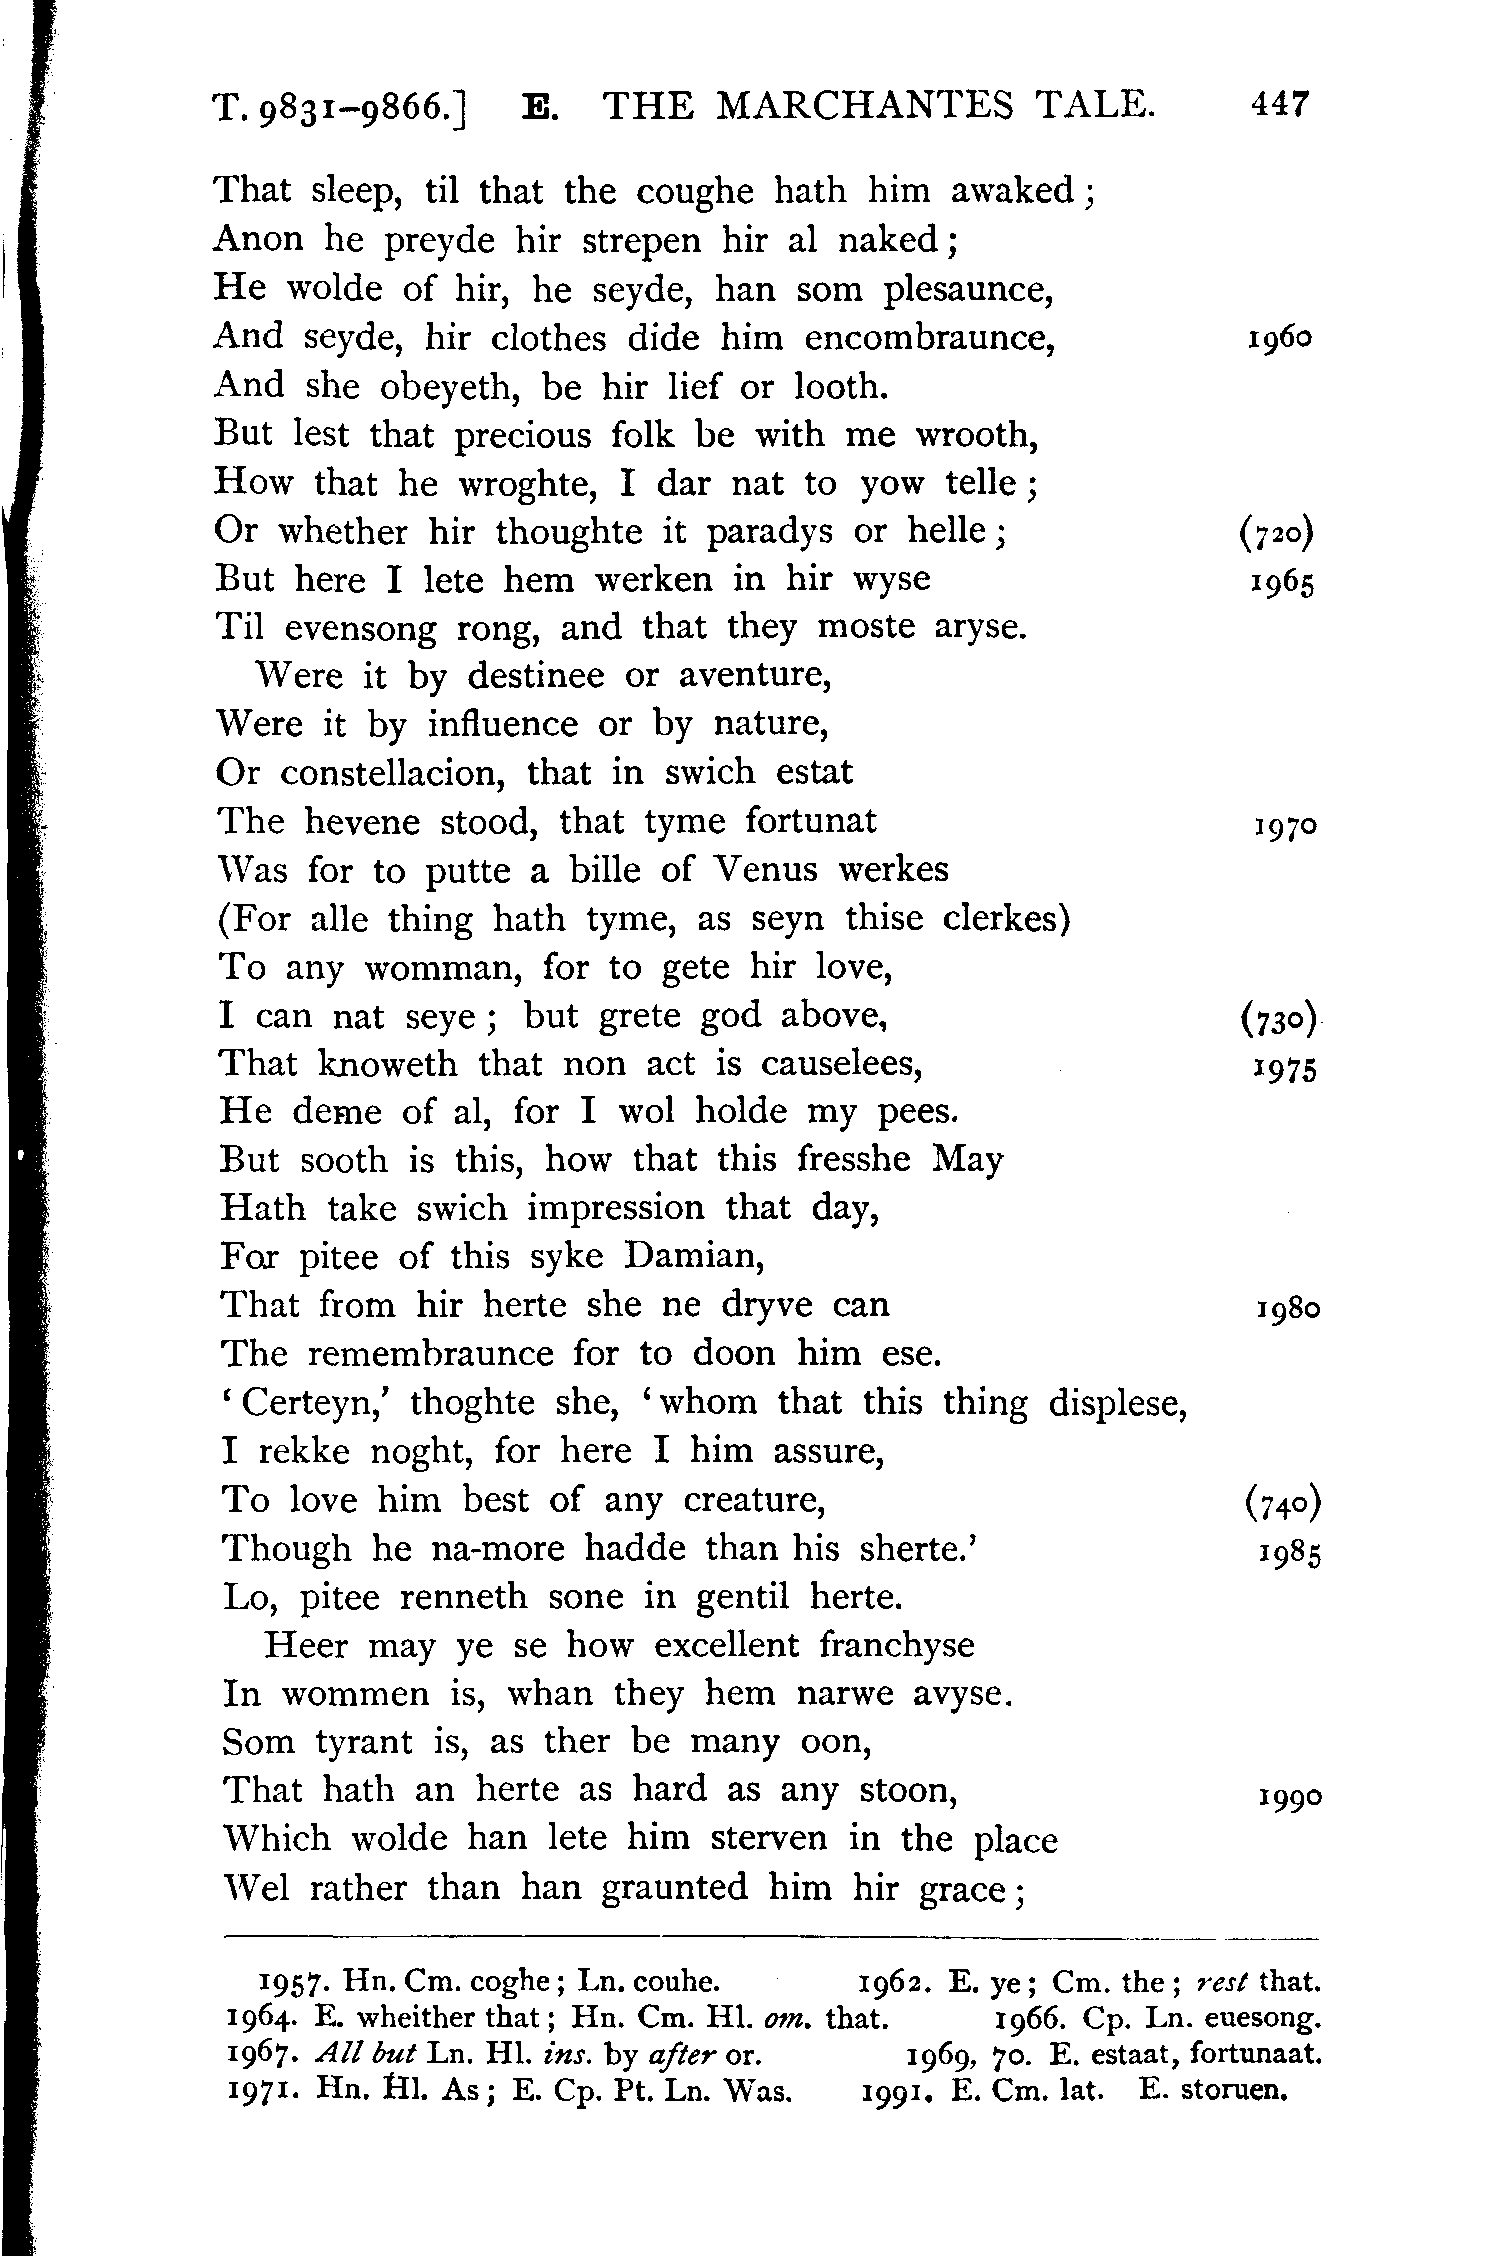 T. 9831–9866.] E. THE MARCHANTES TALE. 447
That sleep, til that the coughe hath him awaked ;
Anon he preyde hir strepen hir al naked ;
He wolde of hir, he seyde, han som plesaunce,
And seyde, hir clothes dide him encombraunce, 1960
And she obeyeth, be hir lief or looth.
But lest that precious folk be with me wrooth,
How that he wroghte, I dar nat to yow telle ;
Or whether hir thoughte it paradys or helle ; (720)
But here I lete hem werken in hir wyse 1965
Til evensong rong, and that they moste aryse.
Were it by destinee or aventure,
Were it by influence or by nature,
Or constellacion, that in swich estat
The hevene stood, that tyme fortunat 1970
Was for to putte a bille of Venus werkes
(For alle thing hath tyme, as seyn thise clerkes)
To any womman, for to gete hir love,
I can nat seye ; but grete god above, (730)
That knoweth that non act is causelees, 1975
He deme of al, for I wol holde my pees.
But sooth is this, how that this fresshe May
Hath take swich impression that day,
For pitee of this syke Damian,
That from hir herte she ne dryve can 1980
The remembraunce for to doon him ese.
‘ Certeyn,’ thoghte she, ‘ whom that this thing displese,
I rekke noght, for here I him assure,
To love him best of any creature, (740)
Though he na-more hadde than his sherte.’ 1985
Lo, pitee renneth sone in gentil herte.
Heer may ye se how excellent franchyse
In wommen is, whan they hem narwe avyse.
Som tyrant is, as ther be many oon,
That hath an herte as hard as any stoon, 1990
Which wolde han lete him sterven in the place
Wel rather than han graunted him hir grace ;
1957. Hn. Cm. coghe ; Ln. couhe. 1962. E. ye ; Cm. the ; rest that.
1964. E. wheither that ; Hn. Cm. Hl. om. that. 1966. Cp. Ln. euesong.
1967. All but Ln. Hl. ins. by after or. 1969, 70. E. estaat, fortunaat.
1971. Hn. Hl. As ; E. Cp. Pt. Ln. Was. 1991. E. Cm. lat. E. storuen.